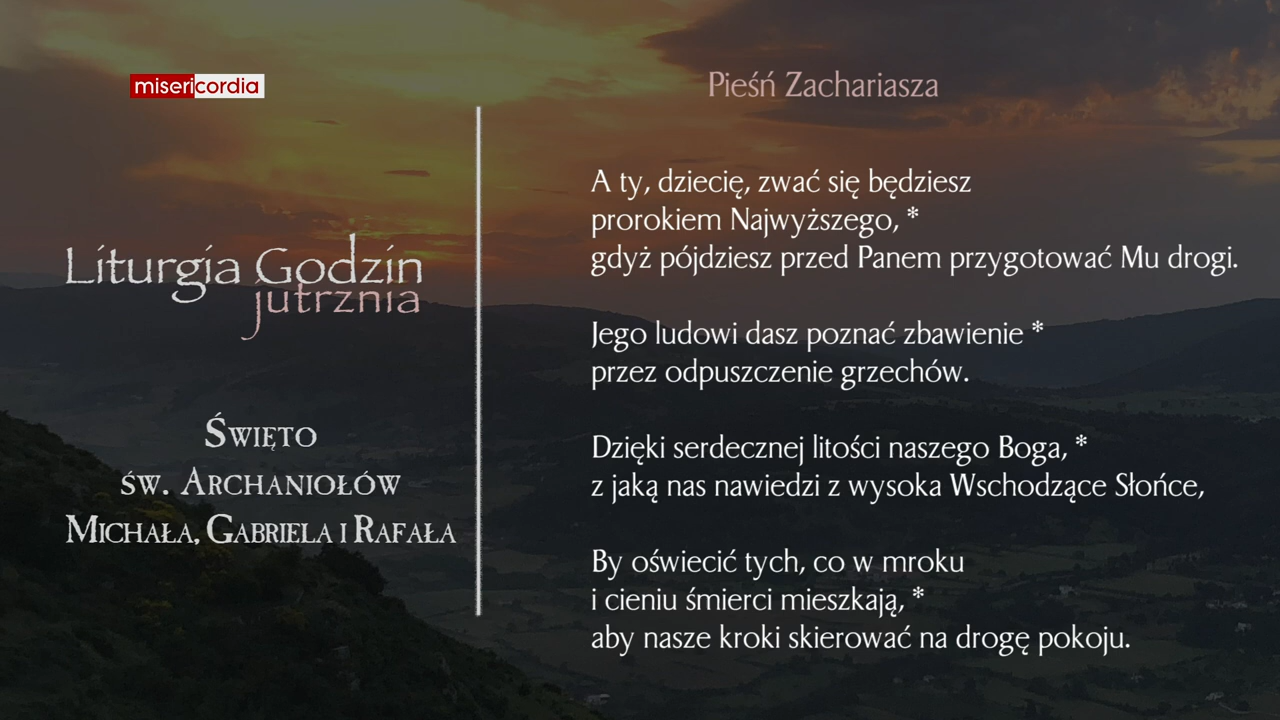 misericordia
Liturgia Godzin
jutrznia
Święto
św. Archaniołów
Michała, Gabriela i Rafała
Pieśń Zachariasza
A ty, dziecię, zwać się będziesz
prorokiem Najwyższego, *
gdyż pójdziesz przed Panem przygotować Mu drogi.
Jego ludowi dasz poznać zbawienie *
przez odpuszczenie grzechów.
Dzięki serdecznej litości naszego Boga, *
z jaką nas nawiedzi z wysoka Wschodzące Słońce,
By oświecić tych, co w mroku
i cieniu śmierci mieszkają, *
aby nasze kroki skierować na drogę pokoju.